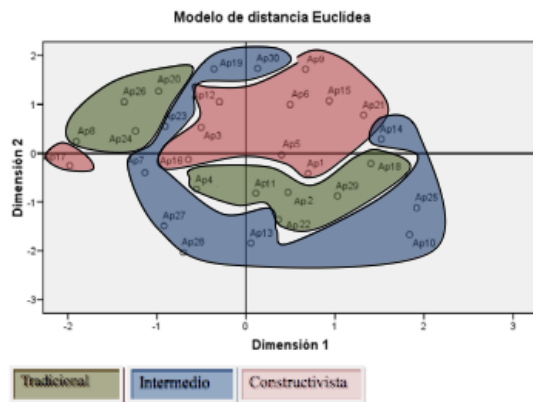 Modelo de distancia Euclídea
Ap19
Ap30
Ap9
Ap26
Ap20
Ap12
Ap6
Ap15
Ap21
Ap8
Ap24
Ap23
Ap3
Ap14
Ap17
Ap7
Ap16
Ap5
Ap1
Ap18
Ap4
Ap11
Ap2
Ap29
Ap25
Ap27
Ap28
Ap13
Ap22
Ap10
Dimensión 2
2
1
0
-1
-2
-3
-2
-1
0
1
2
3
Dimensión 1
Tradicional
Intermedio
Constructivista